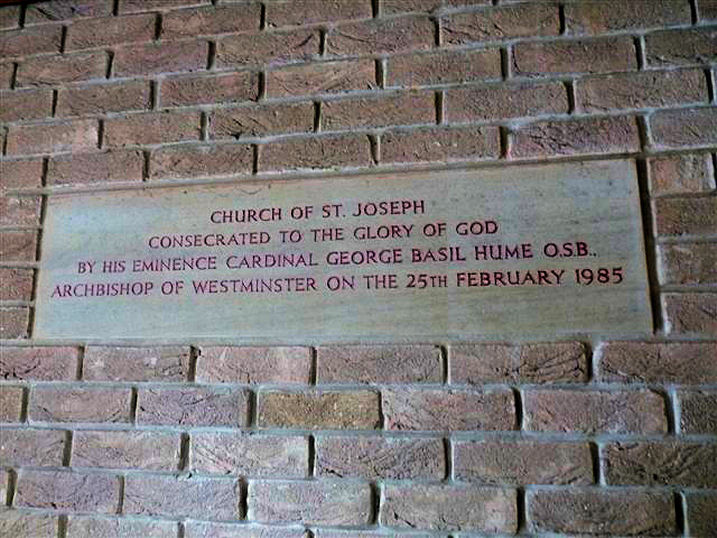 CHURCH OF ST. JOSEPH
CONSECRATED TO THE GLORY OF GOD
BY HIS EMINENCE CARDINAL GEORGE BASIL HUME O.S.B.,
ARCHBISHOP OF WESTMINSTER ON THE 25TH FEBRUARY 1985